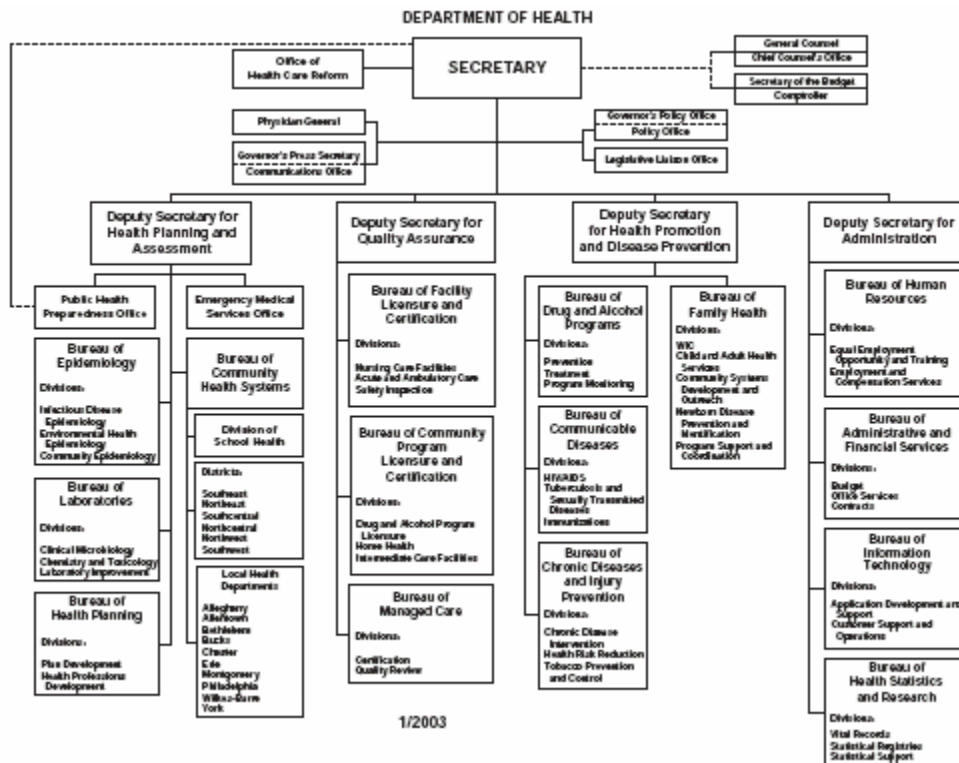 DEPARTMENT OF HEALTH
Office of
Health Care Reform
SECRETARY
General Counsel
Chief Counsel's Office
Secretary of the Budget
Comptroller
Physician General
Governor's Press Secretary
Communications Office
Governor's Policy Office
Policy Office
Legislative Liaison Office
Deputy Secretary for
Health Planning and
Assessment
Public Health
Preparedness Office
Emergency Medical
Services Office
Bureau of
Epidemiology
Divisions:
Infectious Disease
Epidemiology
Environmental Health
Epidemiology
Community Epidemiology
Bureau of
Laboratories
Divisions:
Clinical Microbiology
Chemistry and Toxicology
Laboratory Improvement
Bureau of
Health Planning
Divisions:
Plan Development
Health Professions
Development
Bureau of
Community
Health Systems
Division of
School Health
Districts:
Southeast
Northeast
Southcentral
Northcentral
Northwest
Southwest
Local Health
Departments
Allegheny
Allentown
Bethlehem
Bucks
Chester
Erie
Montgomery
Philadelphia
Wilkes-Barre
York
Deputy Secretary for
Quality Assurance
Bureau of Facility
Licensure and
Certification
Divisions:
Nursing Care Facilities
Acute and Ambulatory Care
Safety Inspection
Bureau of Community
Program
Licensure and
Certification
Divisions:
Drug and Alcohol Program
Licensure
Home Health
Intermediate Care Facilities
Bureau of
Managed Care
Divisions:
Certification
Quality Review
Deputy Secretary
for Health Promotion
and Disease Prevention
Bureau of
Drug and Alcohol
Programs
Divisions:
Prevention
Treatment
Program Monitoring
Bureau of
Communicable
Diseases
Divisions:
HIV/AIDS
Tuberculosis and
Sexually Transmitted
Diseases
Immunizations
Bureau of
Chronic Diseases
and Injury
Prevention
Divisions:
Chronic Disease
Intervention
Health Risk Reduction
Tobacco Prevention
and Control
Bureau of
Family Health
Divisions:
WIC
Child and Adult Health
Services
Community Systems
Development and
Outreach
Newborn Disease
Prevention and
Identification
Program Support and
Coordination
Deputy Secretary for
Administration
Bureau of Human
Resources
Divisions:
Equal Employment
Opportunity and Training
Employment and
Compensation Services
Bureau of
Administrative and
Financial Services
Divisions:
Budget
Office Services
Contracts
Bureau of
Information
Technology
Divisions:
Application Development and
Support
Customer Support and
Operations
Bureau of
Health Statistics
and Research
Divisions:
Vital Records
Statistical Registries
Statistical Support
1/2003